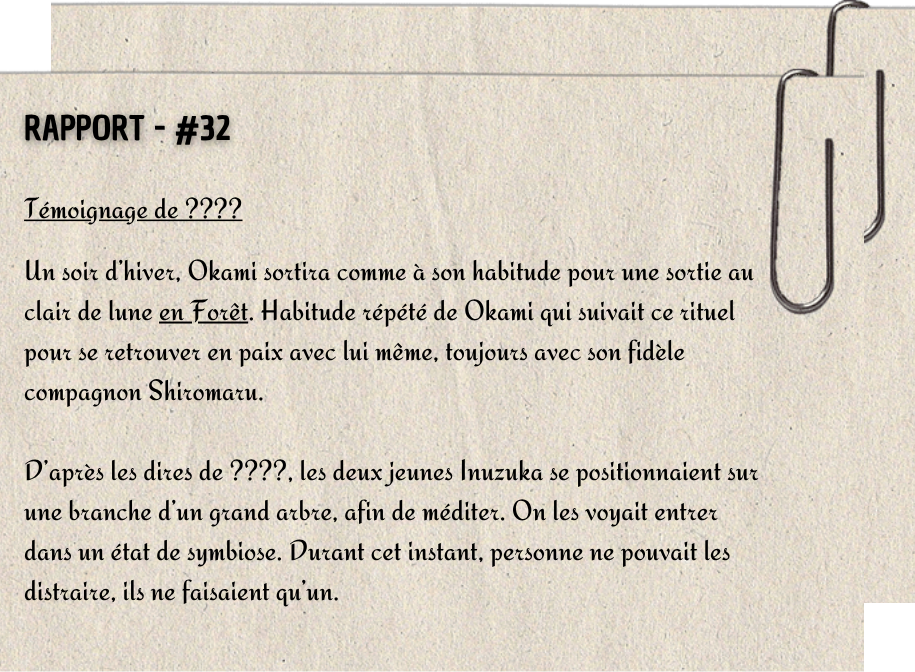 RAPPORT - #32
Témoignage de ????
Un soir d'hiver, Okami sortira comme à son habitude pour une sortie au
clair de lune en Forêt. Habitude répété de Okami qui suivait ce rituel
pour se retrouver en paix avec lui même, toujours avec son fidèle
compagnon Shiromaru.
D'après les dires de ????, les deux jeunes Inuzuka se positionnaient sur
une branche d'un grand arbre, afin de méditer. On les voyait entrer
dans un état de symbiose. Durant cet instant, personne ne pouvait les
distraire, ils ne faisaient qu'un.